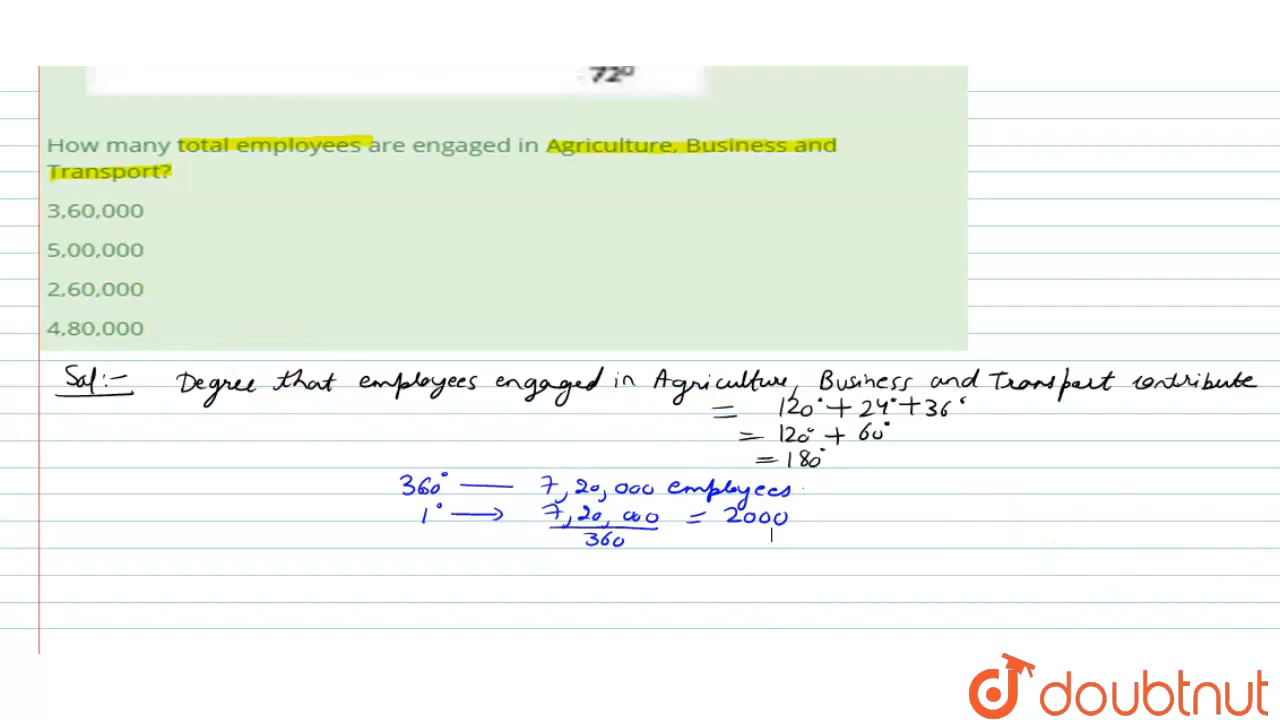 72⁰
How many total employees are engaged in Agriculture, Business and
Transport?
3,60,000
5,00,000
2,60,000
4,80,000
Sol:- Degree that employees engaged in Agriculture, Business and Transport contribute
= 120° + 24° + 36°
= 120° + 60°
= 180°
360° — 7,20,000 employees
1° → 7,20,000 = 2000
360
doubtnut